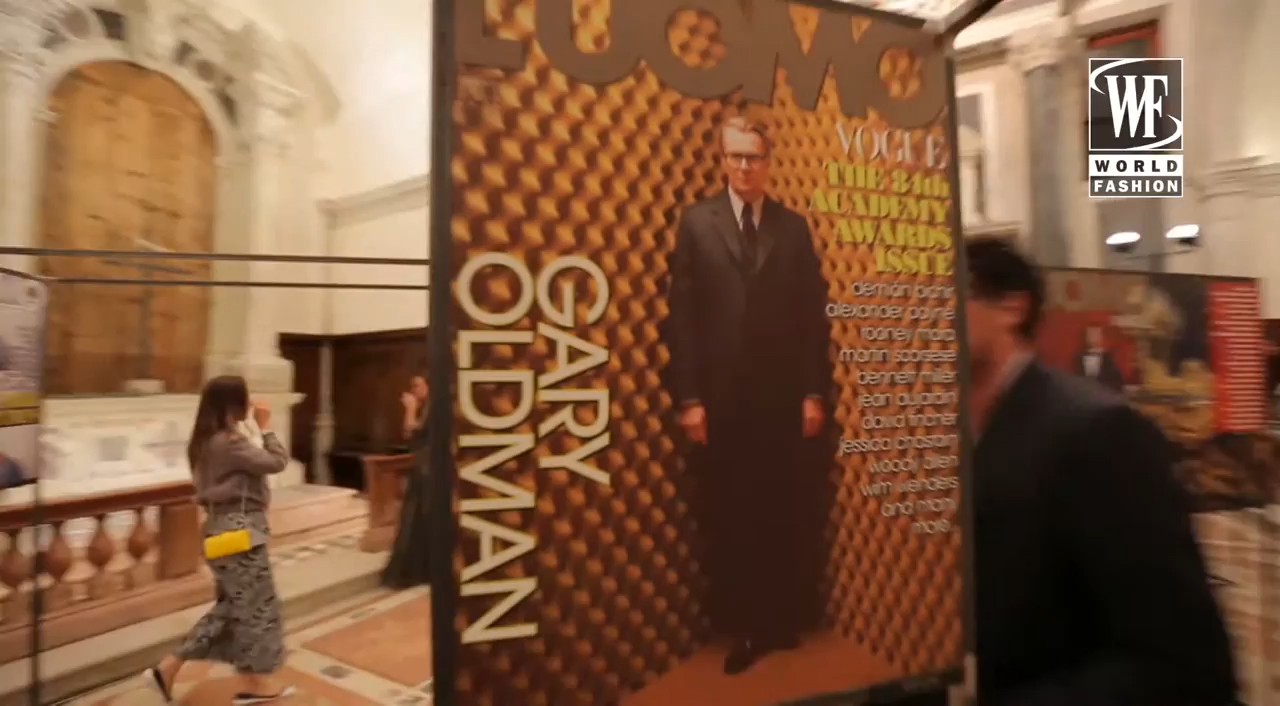 L'UOMO
VOGUE
THE 84th
ACADEMY
AWARDS
ISSUE
demián bichir
alexander payne
rooney mara
martin scorsese
bennett miller
jean dujardin
david fincher
jessica chastain
woody allen
wim wenders
and many
more...
GARY
OLDMAN
WF
WORLD
FASHION